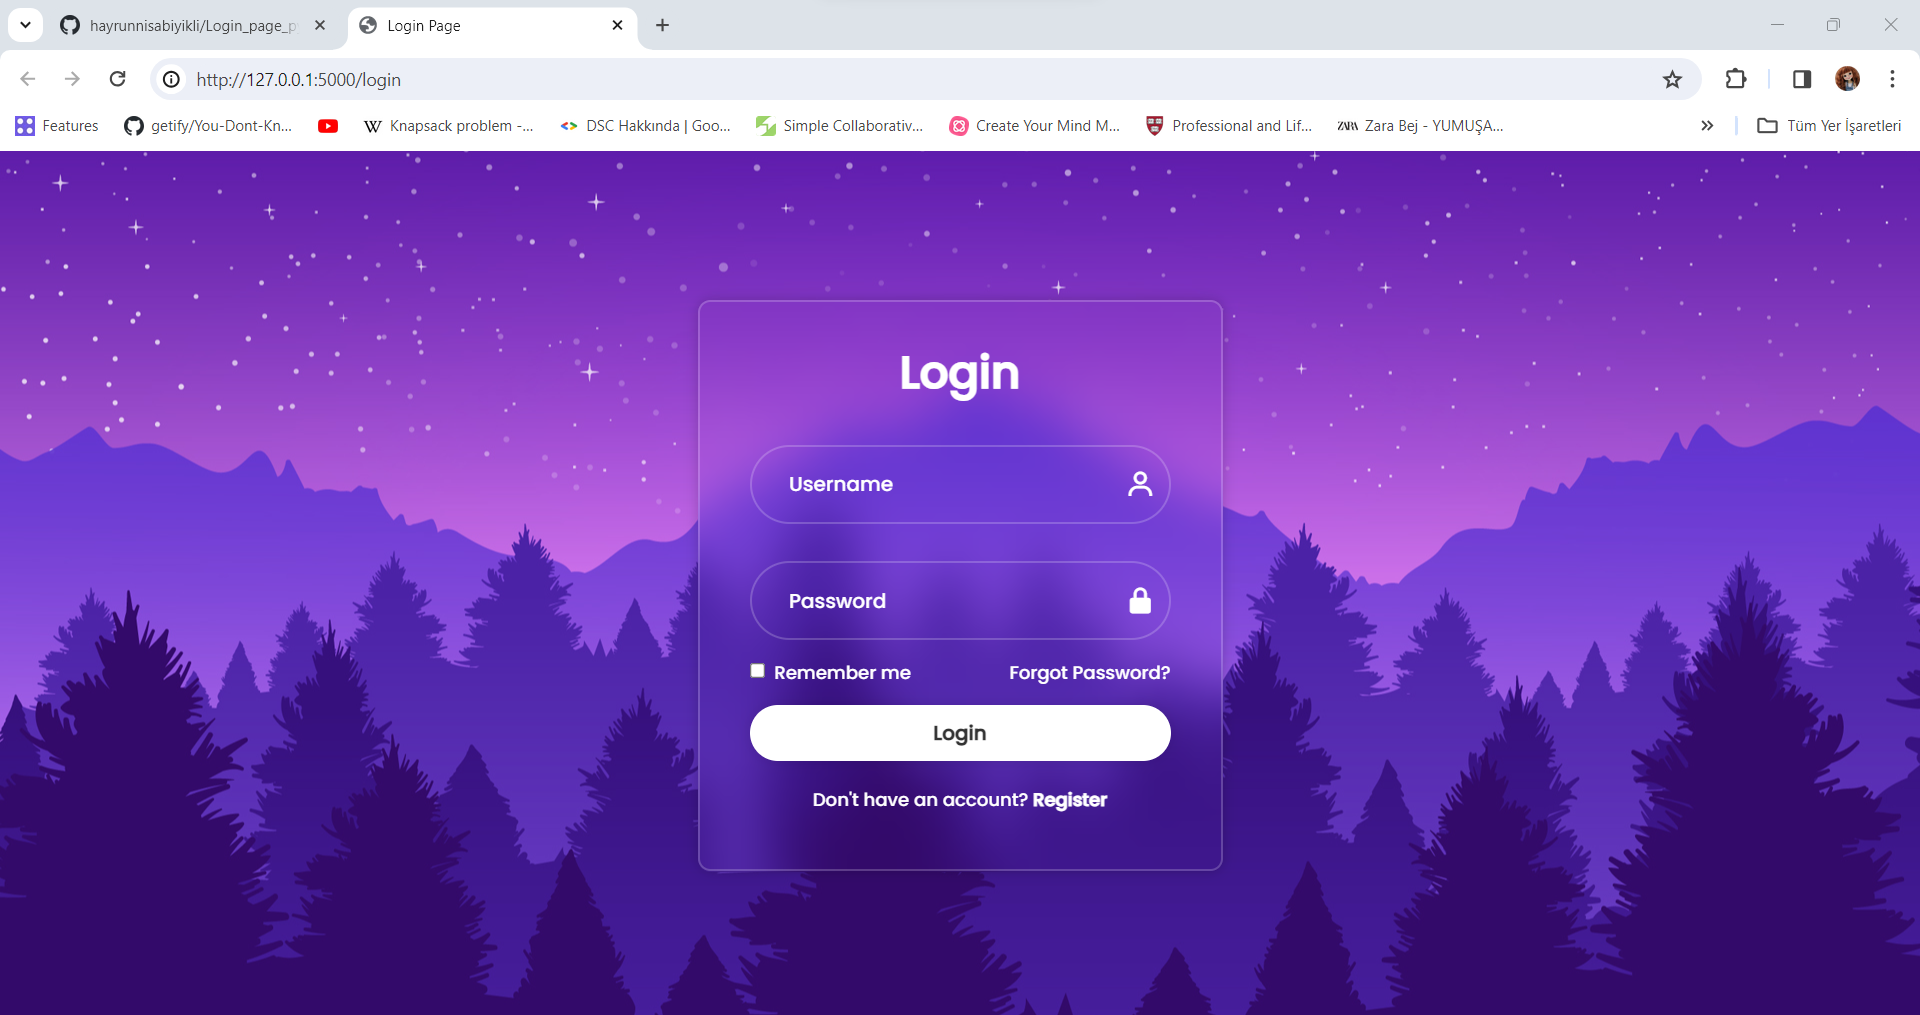 hayrunnisabiyikli/Login_page_p
Login Page
http://127.0.0.1:5000/login
Features
getify/You-Dont-Kn...
Knapsack problem -...
DSC Hakkında | Goo...
Simple Collaborativ...
Create Your Mind M...
Professional and Lif...
ZARA
Zara Bej - YUMUŞA...
Tüm Yer İşaretleri
Login
Username
Password
Remember me
Forgot Password?
Login
Don't have an account? Register